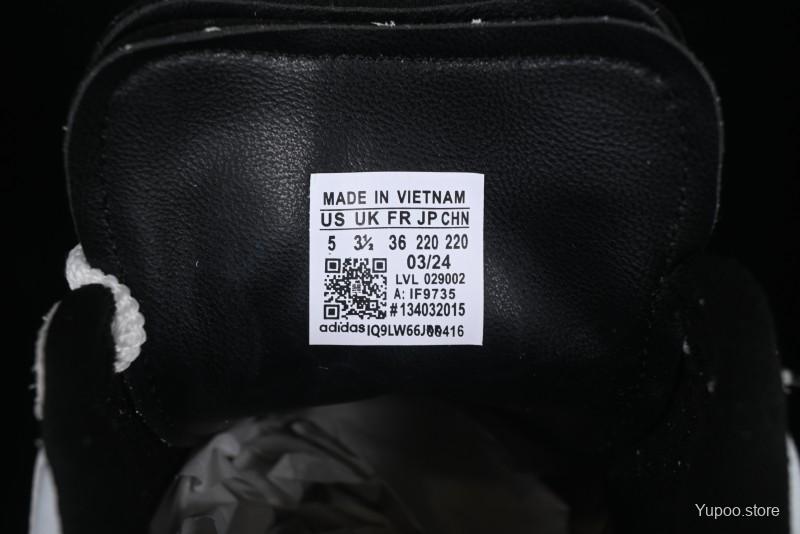 MADE IN VIETNAM
US UK FR JP CHN
5 3½ 36 220 220
03/24
LVL 029002
A: IF9735
#134032015
adidas
Yupoo.store